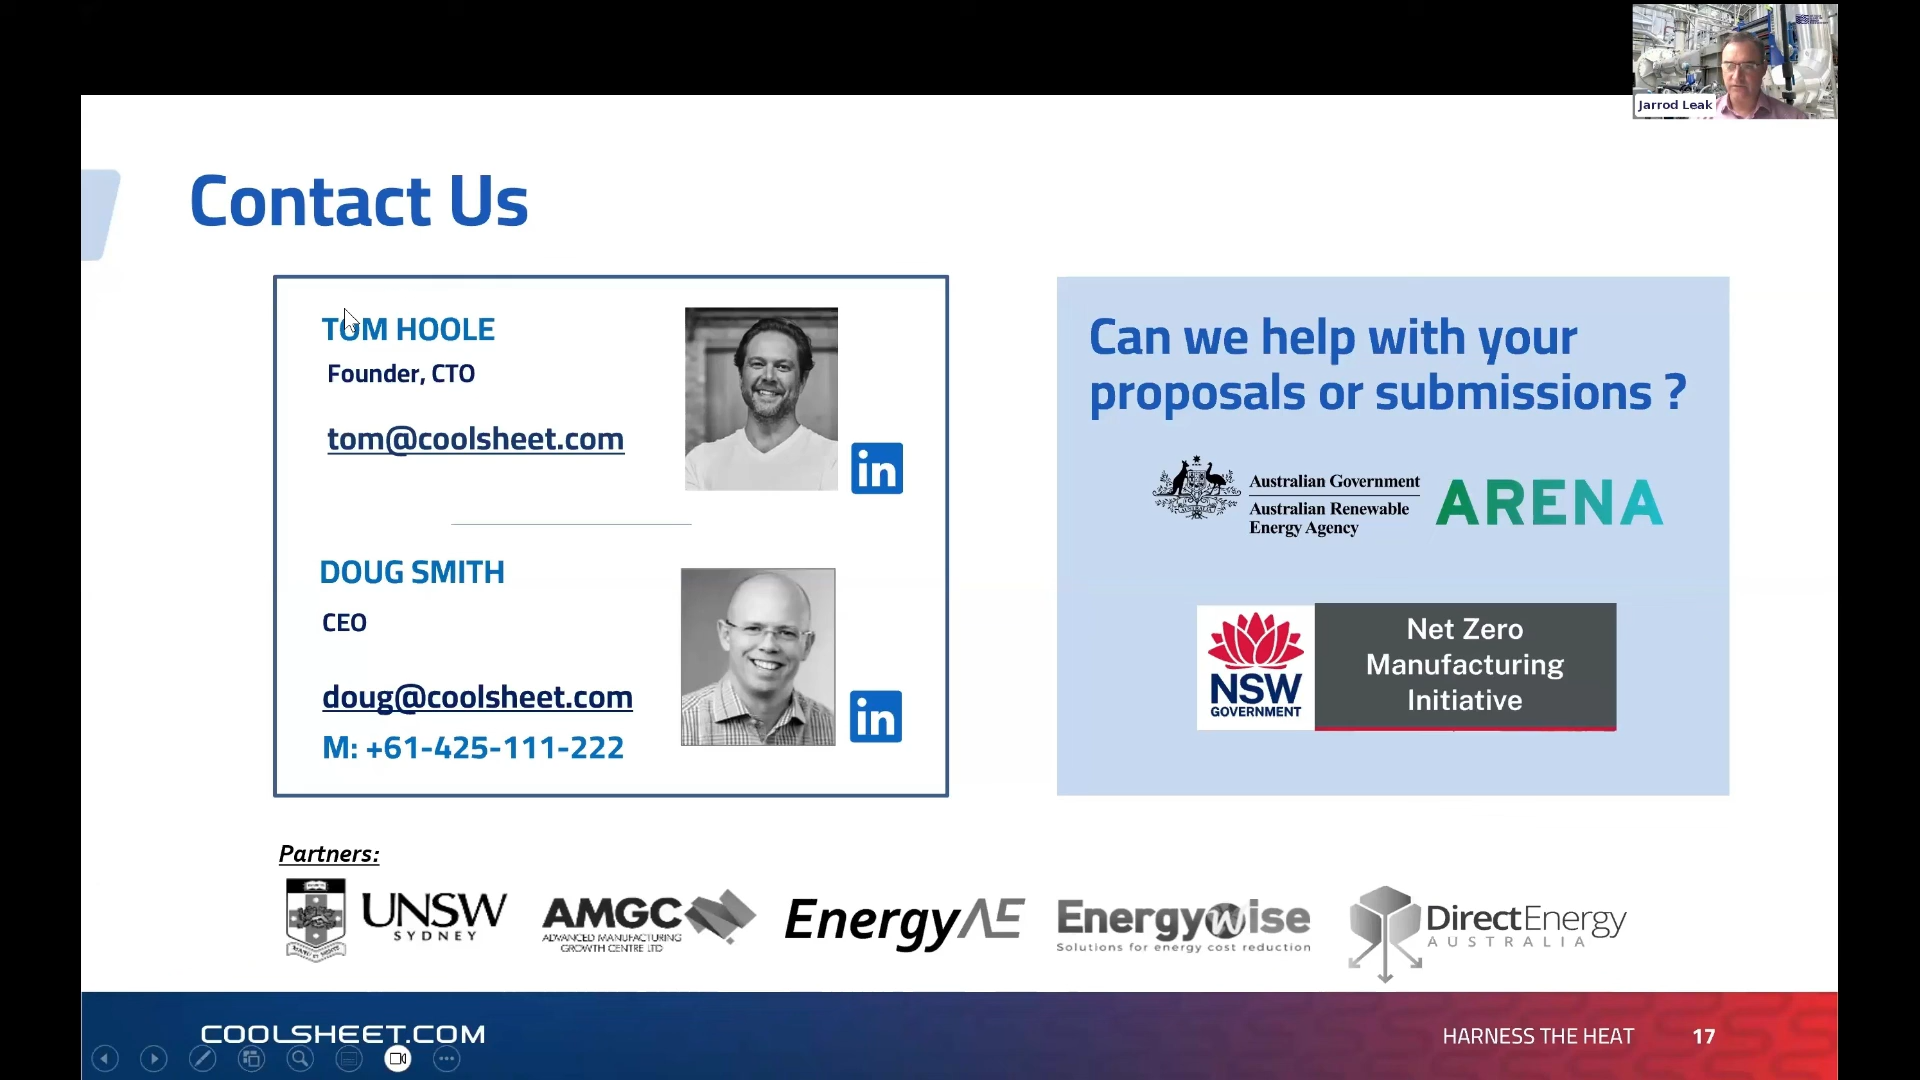 Jarrod Leak
Contact Us
TOM HOOLE
Founder, CTO
tom@coolsheet.com
in
DOUG SMITH
CEO
doug@coolsheet.com
M: +61-425-111-222
in
Can we help with your
proposals or submissions ?
Australian Government
Australian Renewable
Energy Agency
ARENA
NSW
GOVERNMENT
Net Zero
Manufacturing
Initiative
Partners:
UNSW
SYDNEY
AMGC
ADVANCED MANUFACTURING
GROWTH CENTRE LTD
EnergyAE
Energywise
Solutions for energy cost reduction
DirectEnergy
AUSTRALIA
COOLSHEET.COM
HARNESS THE HEAT
17